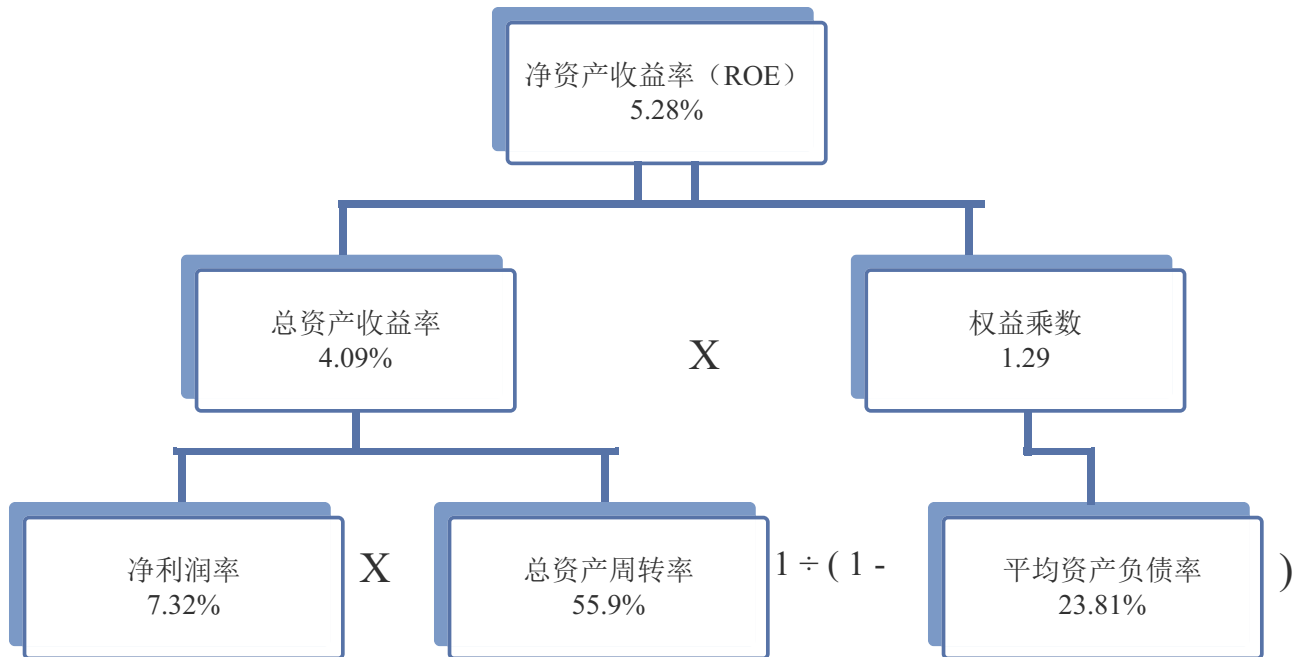 净资产收益率（ROE）
5.28%
总资产收益率
4.09%
X
权益乘数
1.29
净利润率
7.32%
X
总资产周转率
55.9%
1 ÷ ( 1 -
平均资产负债率
23.81%
)